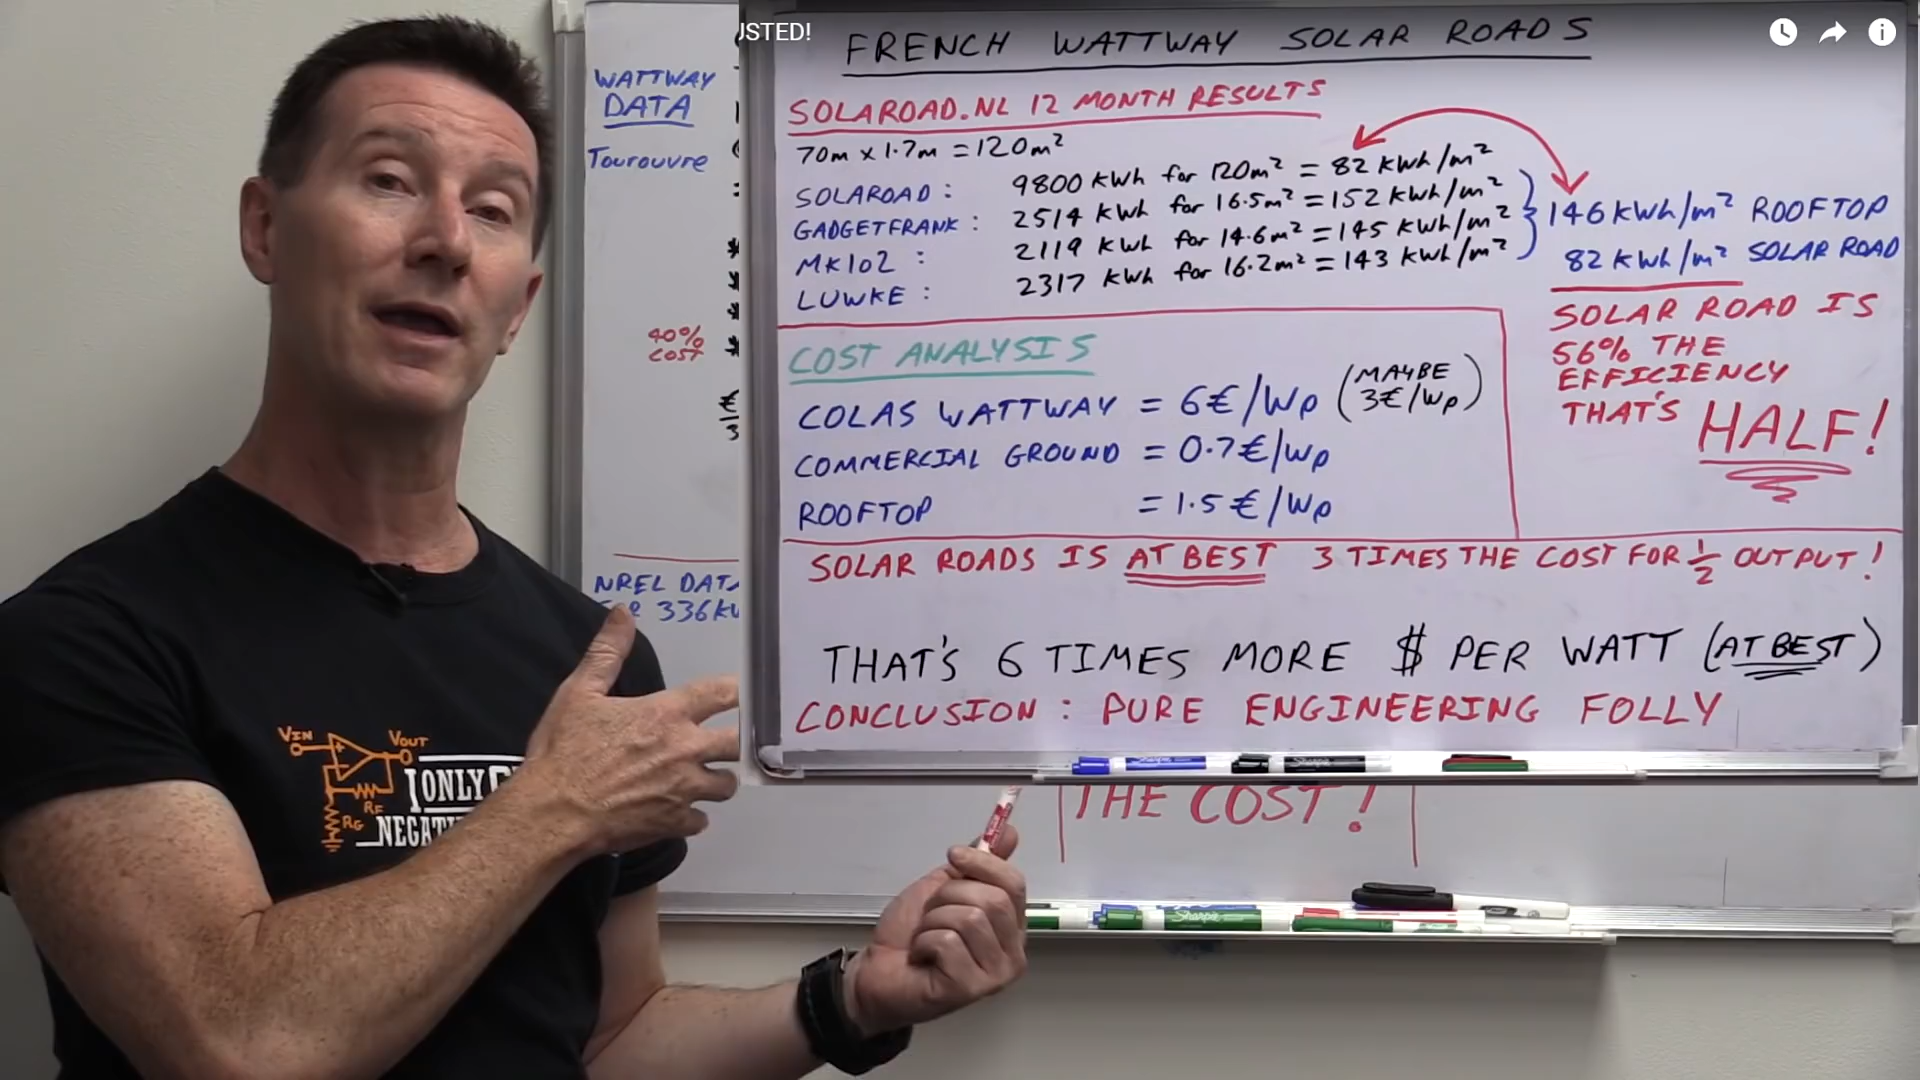 USTED!
FRENCH WATTWAY SOLAR ROADS
SOLAROAD.NL 12 MONTH RESULTS
70m x 1.7m = 120m²
SOLAROAD : 9800 kWh for 120m² = 82 kWh/m²
GADGETFRANK : 2514 kWh for 16.5m² = 152 kWh/m²
MK102 : 2119 kWh for 14.6m² = 145 kWh/m²
LUWKE : 2317 kWh for 16.2m² = 143 kWh/m²
146 kWh/m² ROOFTOP
82 kWh/m² SOLAR ROAD
SOLAR ROAD IS
56% THE
EFFICIENCY
THAT'S HALF!
COST ANALYSIS
COLAS WATTWAY = 6€/Wp (MAYBE 3€/Wp)
COMMERCIAL GROUND = 0.7€/Wp
ROOFTOP = 1.5€/Wp
SOLAR ROADS IS AT BEST 3 TIMES THE COST FOR ½ OUTPUT!
THAT'S 6 TIMES MORE $ PER WATT (AT BEST)
CONCLUSION : PURE ENGINEERING FOLLY
WATTWAY
DATA
Tourouvre
40%
COST
€
3
NREL DATA
336kW
THE COST!
Sharpie
Sharpie
Sharpie
VIN
VOUT
RF
RG
I ONLY
NEGAT